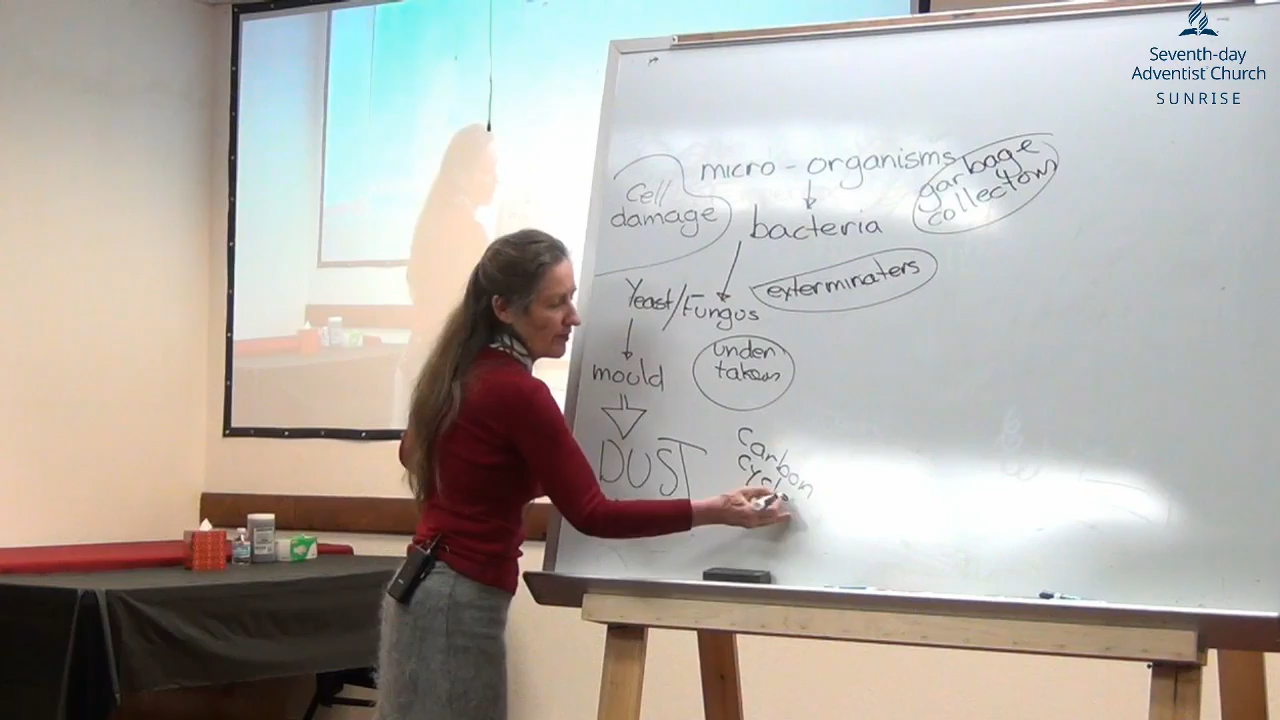 Seventh-day
Adventist Church
SUNRISE
micro-organisms
garbage
collectors
Cell
damage
bacteria
exterminaters
Yeast/Fungus
under
takers
mould
DUST
Carbon